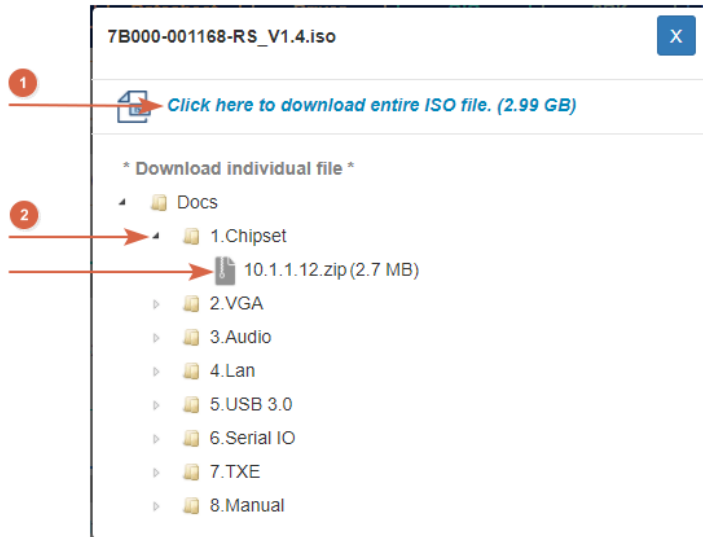 7B000-001168-RS_V1.4.iso
X
1
Click here to download entire ISO file. (2.99 GB)
* Download individual file *
Docs
2
1.Chipset
10.1.1.12.zip (2.7 MB)
2.VGA
3.Audio
4.Lan
5.USB 3.0
6.Serial IO
7.TXE
8.Manual